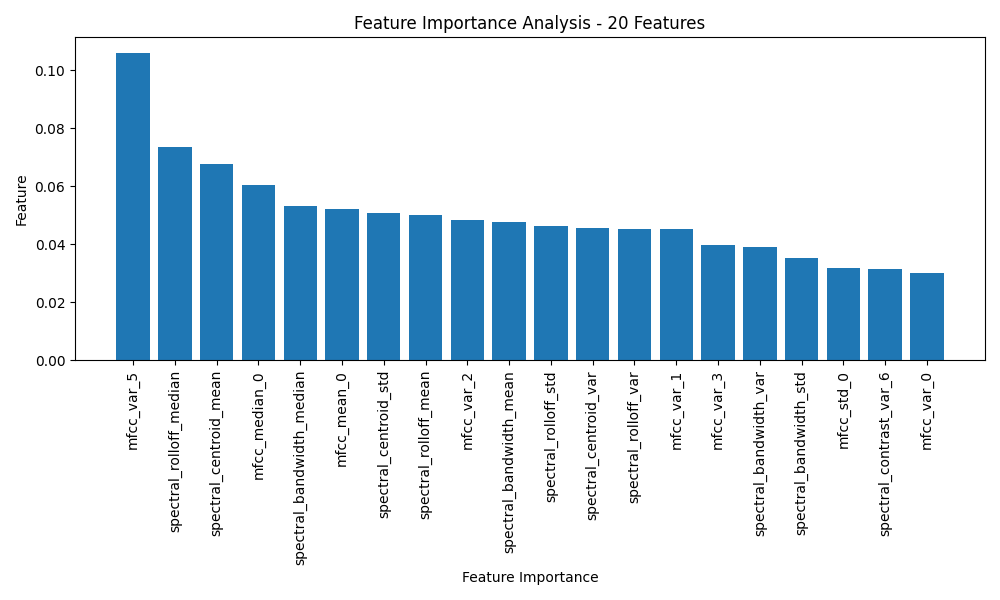 Feature Importance Analysis - 20 Features
Feature
0.10
0.08
0.06
0.04
0.02
0.00
mfcc_var_5
spectral_rolloff_median
spectral_centroid_mean
mfcc_median_0
spectral_bandwidth_median
mfcc_mean_0
spectral_centroid_std
spectral_rolloff_mean
mfcc_var_2
spectral_bandwidth_mean
spectral_rolloff_std
spectral_centroid_var
spectral_rolloff_var
mfcc_var_1
mfcc_var_3
spectral_bandwidth_var
spectral_bandwidth_std
mfcc_std_0
spectral_contrast_var_6
mfcc_var_0
Feature Importance